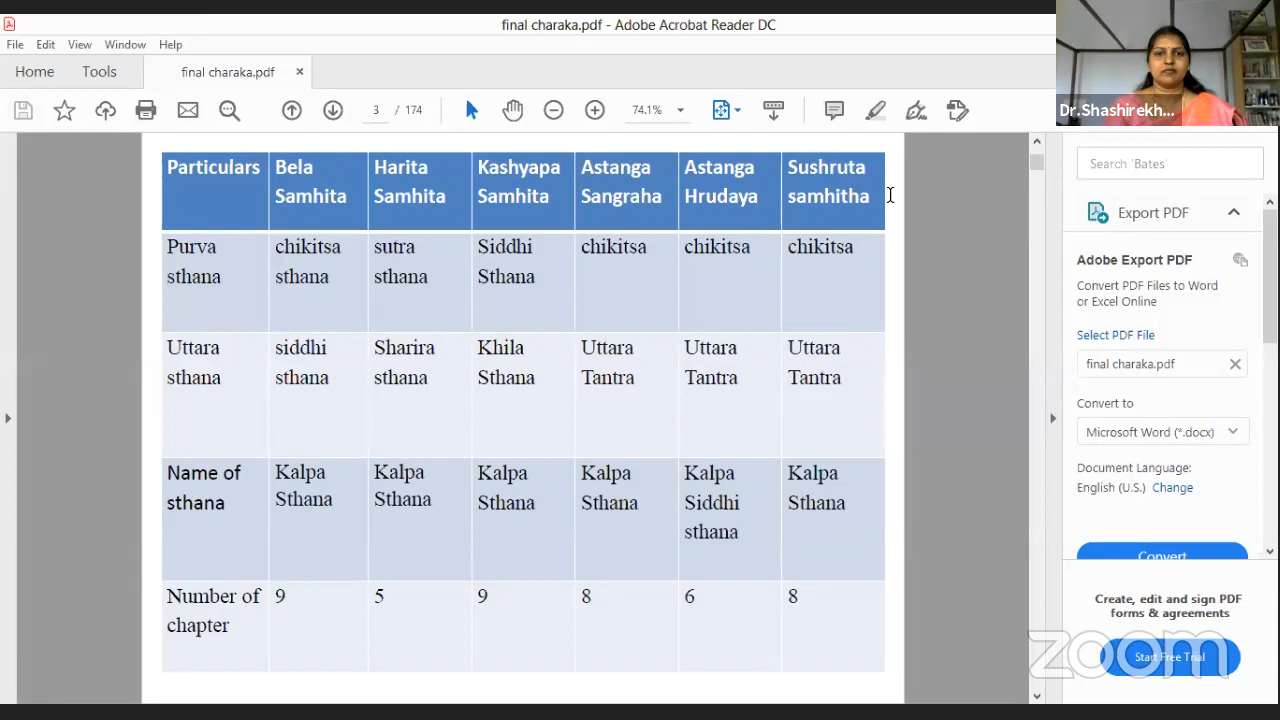 final charaka.pdf - Adobe Acrobat Reader DC
File Edit View Window Help
Home Tools final charaka.pdf ×
3 / 174 74.1%
Dr.Shashirekh...
Particulars Bela Samhita Harita Samhita Kashyapa Samhita Astanga Sangraha Astanga Hrudaya Sushruta samhitha
Purva sthana chikitsa sthana sutra sthana Siddhi Sthana chikitsa chikitsa chikitsa
Uttara sthana siddhi sthana Sharira sthana Khila Sthana Uttara Tantra Uttara Tantra Uttara Tantra
Name of sthana Kalpa Sthana Kalpa Sthana Kalpa Sthana Kalpa Sthana Kalpa Siddhi sthana Kalpa Sthana
Number of chapter 9 5 9 8 6 8
Search 'Bates'
Export PDF
Adobe Export PDF
Convert PDF Files to Word
or Excel Online
Select PDF File
final charaka.pdf
Convert to
Microsoft Word (*.docx)
Document Language:
English (U.S.) Change
Convert
Create, edit and sign PDF
forms & agreements
Start Free Trial
zoom